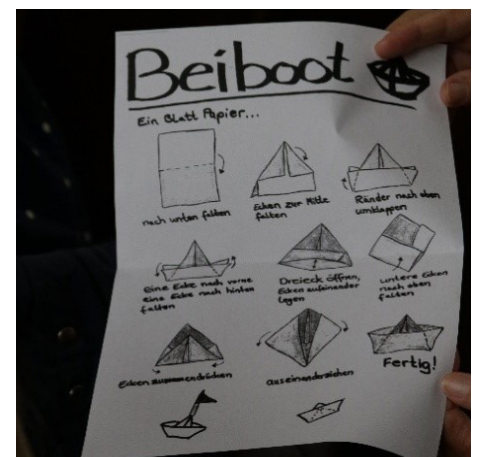 Beiboot
Ein Blatt Papier...
nach unten falten
Ecken zur Mitte
falten
Ränder nach oben
umklappen
eine Ecke nach vorne
eine Ecke nach hinten
falten
Dreieck öffnen,
Ecken aufeinander
legen
untere Ecken
nach oben
falten
Ecken zusammendrücken
auseinanderziehen
Fertig!